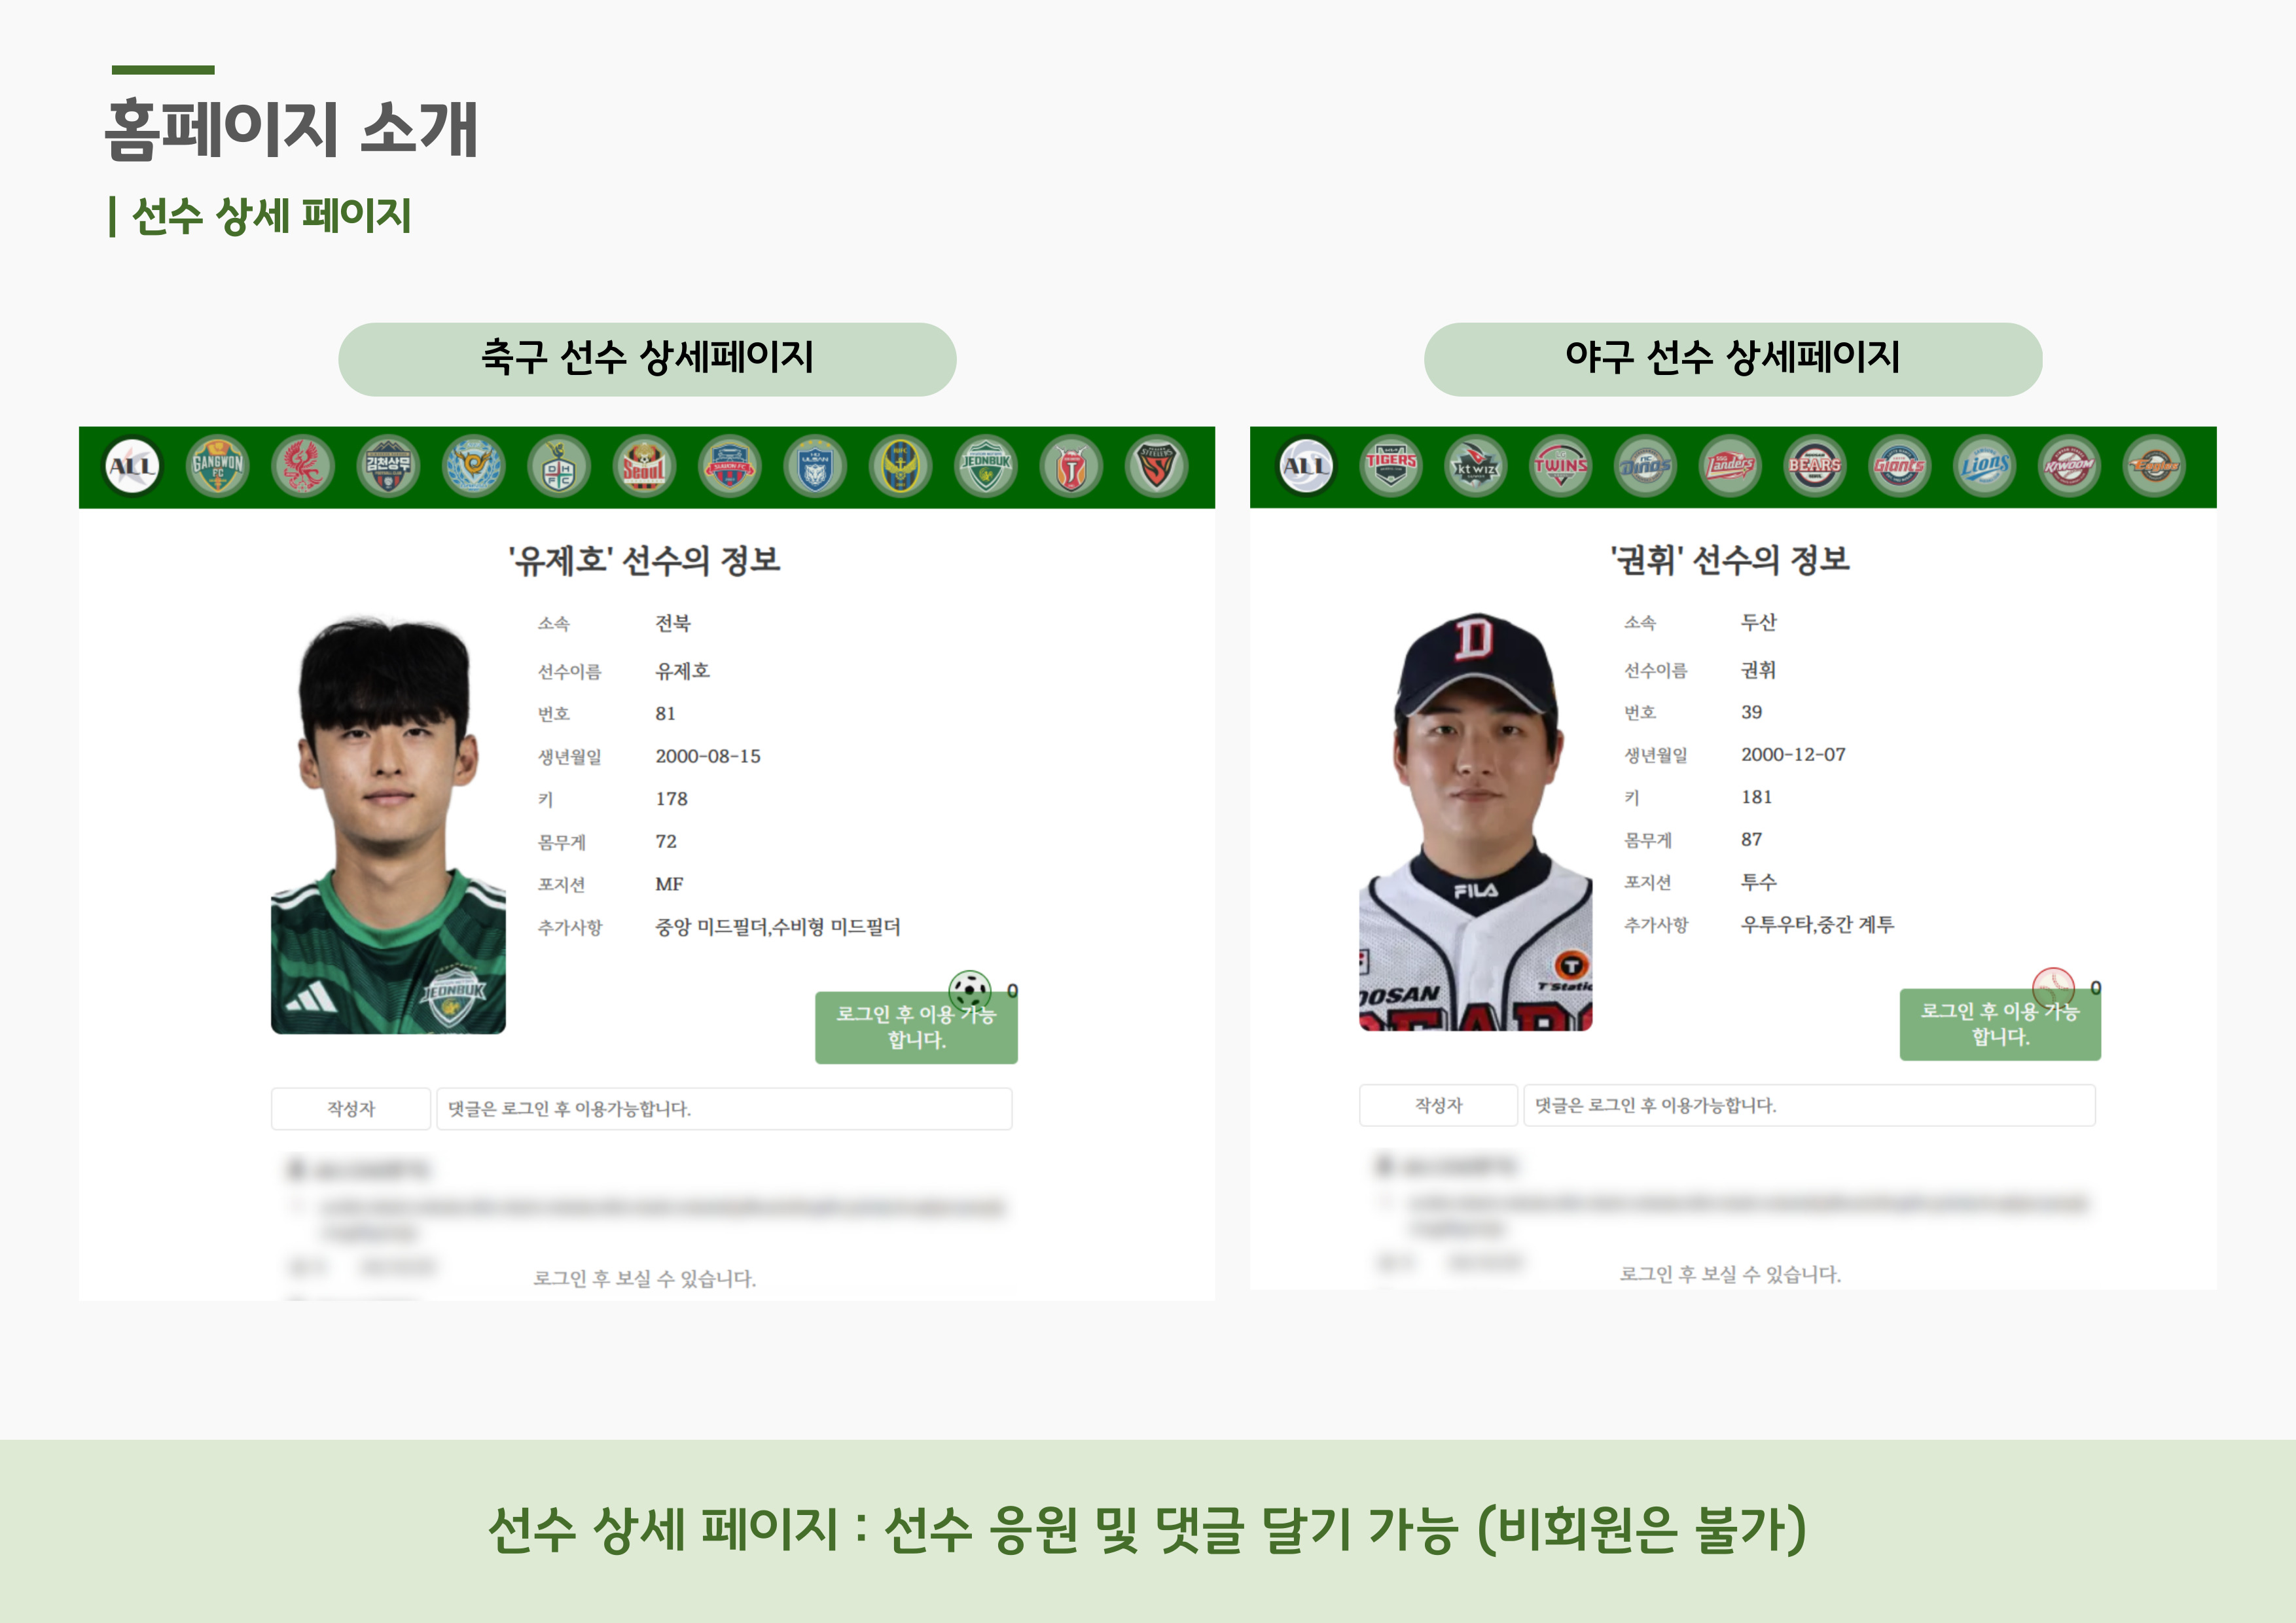 홈페이지 소개
| 선수 상세 페이지
축구 선수 상세페이지
ALL
GANGWON FC
김천상무
DHFC
Seoul
SUWON FC
ULSAN
JEONBUK
STEELERS
'유제호' 선수의 정보
소속 전북
선수이름 유제호
번호 81
생년월일 2000-08-15
키 178
몸무게 72
포지션 MF
추가사항 중앙 미드필더,수비형 미드필더
JEONBUK
0
로그인 후 이용 가능
합니다.
작성자 댓글은 로그인 후 이용가능합니다.
로그인 후 보실 수 있습니다.
야구 선수 상세페이지
ALL
TIGERS
kt wiz
TWINS
NC Dinos
SSG Landers
BEARS
Giants
Lions
KIWOOM
Eagles
'권휘' 선수의 정보
소속 두산
선수이름 권휘
번호 39
생년월일 2000-12-07
키 181
몸무게 87
포지션 투수
추가사항 우투우타,중간 계투
D
FILA
T
T'Static
OOSAN
EAR
0
로그인 후 이용 가능
합니다.
작성자 댓글은 로그인 후 이용가능합니다.
로그인 후 보실 수 있습니다.
선수 상세 페이지 : 선수 응원 및 댓글 달기 가능 (비회원은 불가)